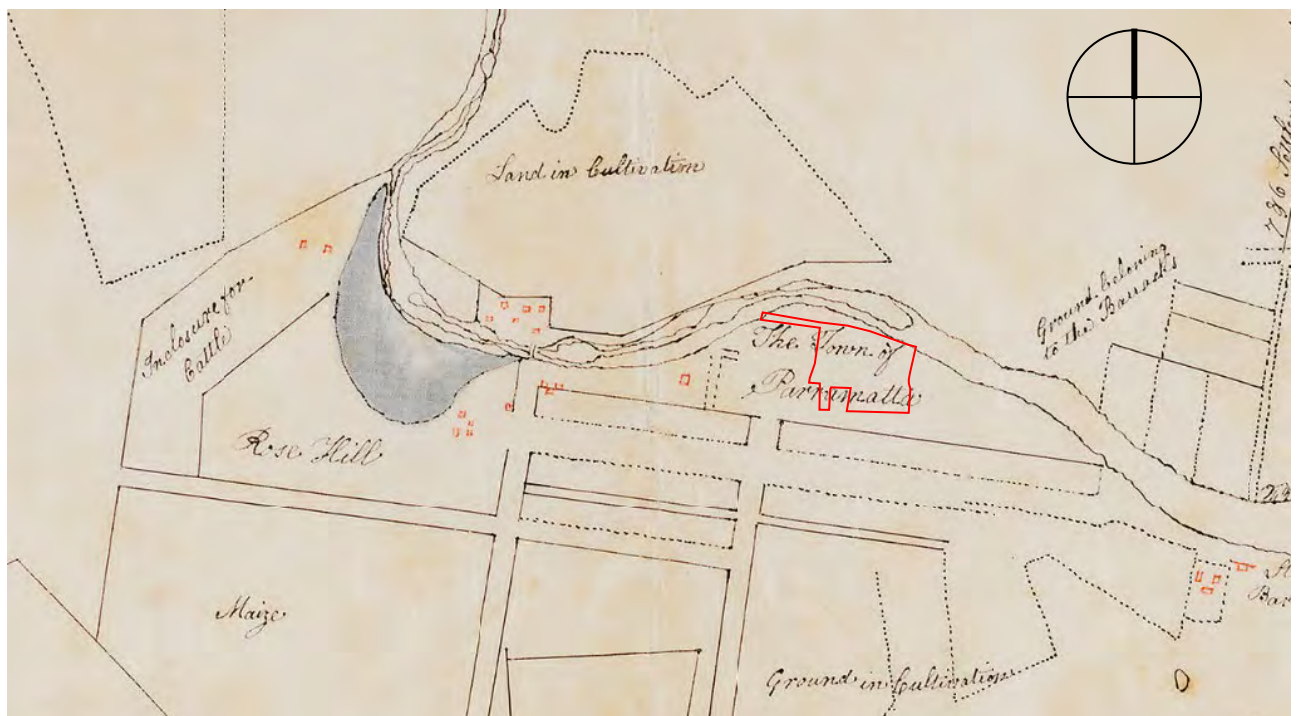 Land in Cultivation
Inclosure for
Cattle
Ground belonging
to the Barracks
The Town of
Parramatta
Rose Hill
Maize
Ground in Cultivation